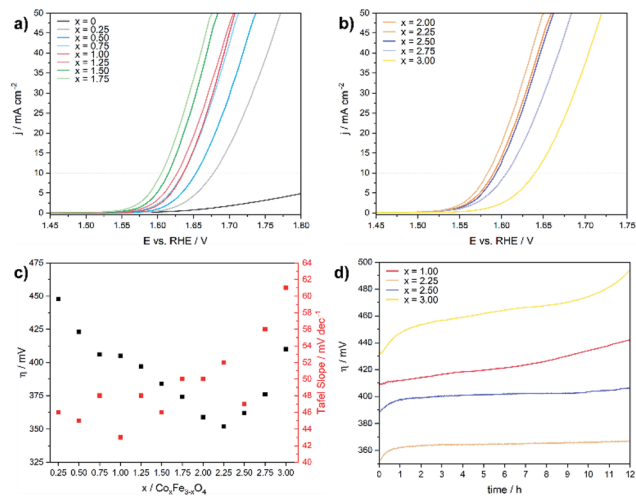 a)
x = 0
x = 0.25
x = 0.50
x = 0.75
x = 1.00
x = 1.25
x = 1.50
x = 1.75
j / mA cm⁻²
50
45
40
35
30
25
20
15
10
5
0
1.45 1.50 1.55 1.60 1.65 1.70 1.75 1.80
E vs. RHE / V
b)
x = 2.00
x = 2.25
x = 2.50
x = 2.75
x = 3.00
j / mA cm⁻²
50
45
40
35
30
25
20
15
10
5
0
1.45 1.50 1.55 1.60 1.65 1.70 1.75
E vs. RHE / V
c)
η / mV
475
450
425
400
375
350
325
64
62
60
58
56
54
52
50
48
46
44
42
40
Tafel Slope / mV dec⁻¹
0.25 0.50 0.75 1.00 1.25 1.50 1.75 2.00 2.25 2.50 2.75 3.00
x / CoₓFe₃₋ₓO₄
d)
x = 1.00
x = 2.25
x = 2.50
x = 3.00
η / mV
500
480
460
440
420
400
380
360
0 1 2 3 4 5 6 7 8 9 10 11 12
time / h